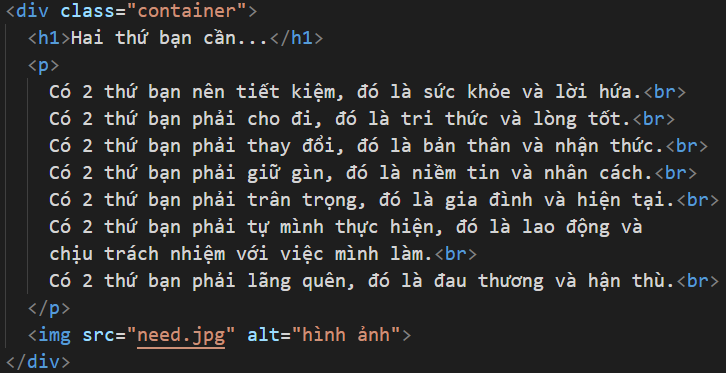 <div class="container">
<h1>Hai thứ bạn cần...</h1>
<p>
Có 2 thứ bạn nên tiết kiệm, đó là sức khỏe và lời hứa.<br>
Có 2 thứ bạn phải cho đi, đó là tri thức và lòng tốt.<br>
Có 2 thứ bạn phải thay đổi, đó là bản thân và nhận thức.<br>
Có 2 thứ bạn phải giữ gìn, đó là niềm tin và nhân cách.<br>
Có 2 thứ bạn phải trân trọng, đó là gia đình và hiện tại.<br>
Có 2 thứ bạn phải tự mình thực hiện, đó là lao động và
chịu trách nhiệm với việc mình làm.<br>
Có 2 thứ bạn phải lãng quên, đó là đau thương và hận thù.<br>
</p>
<img src="need.jpg" alt="hình ảnh">
</div>